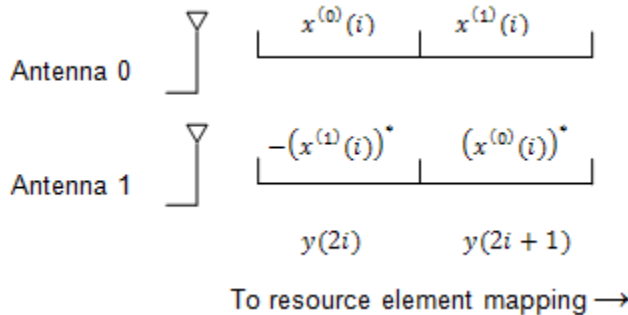 x⁽⁰⁾(i) x⁽¹⁾(i)
Antenna 0
−(x⁽¹⁾(i))* (x⁽⁰⁾(i))*
Antenna 1
y(2i) y(2i + 1)
To resource element mapping →